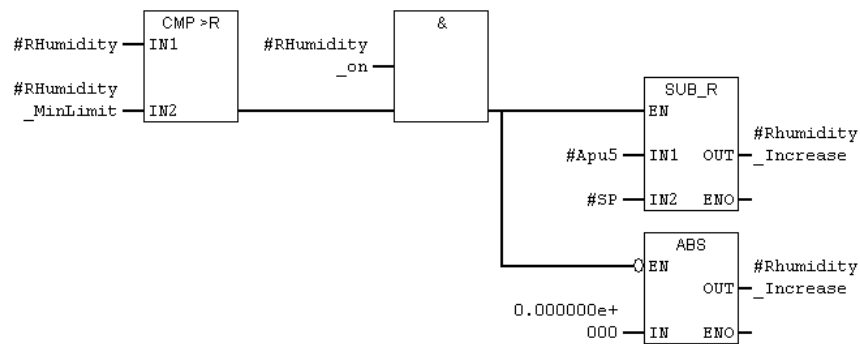 CMP >R
&
#RHumidity IN1
#RHumidity
_on
#RHumidity
_MinLimit IN2
SUB_R
EN
#Apu5 IN1 OUT #Rhumidity
_Increase
#SP IN2 ENO
ABS
EN #Rhumidity
OUT _Increase
0.000000e+
000 IN ENO